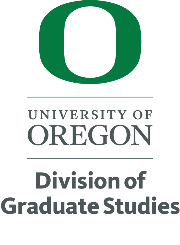 O
UNIVERSITY OF
OREGON
Division of
Graduate Studies